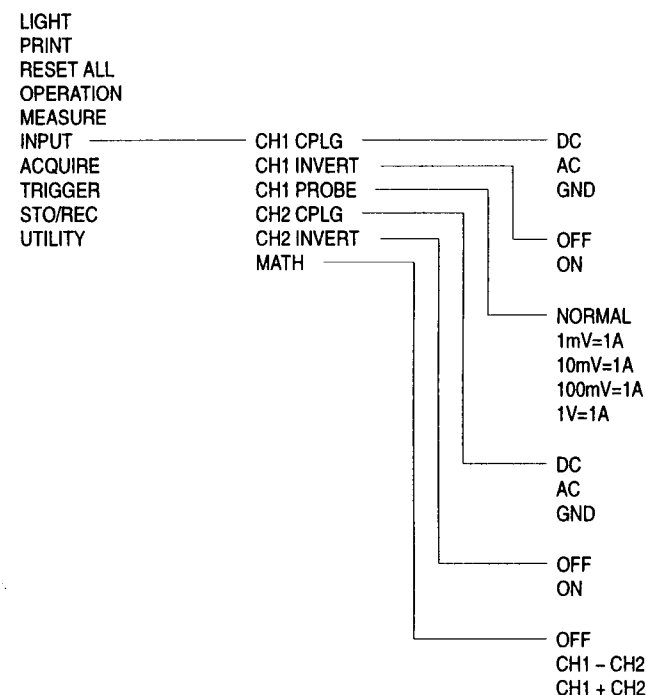 LIGHT
PRINT
RESET ALL
OPERATION
MEASURE
INPUT
ACQUIRE
TRIGGER
STO/REC
UTILITY
CH1 CPLG
CH1 INVERT
CH1 PROBE
CH2 CPLG
CH2 INVERT
MATH
DC
AC
GND
OFF
ON
NORMAL
1mV=1A
10mV=1A
100mV=1A
1V=1A
DC
AC
GND
OFF
ON
OFF
CH1 – CH2
CH1 + CH2